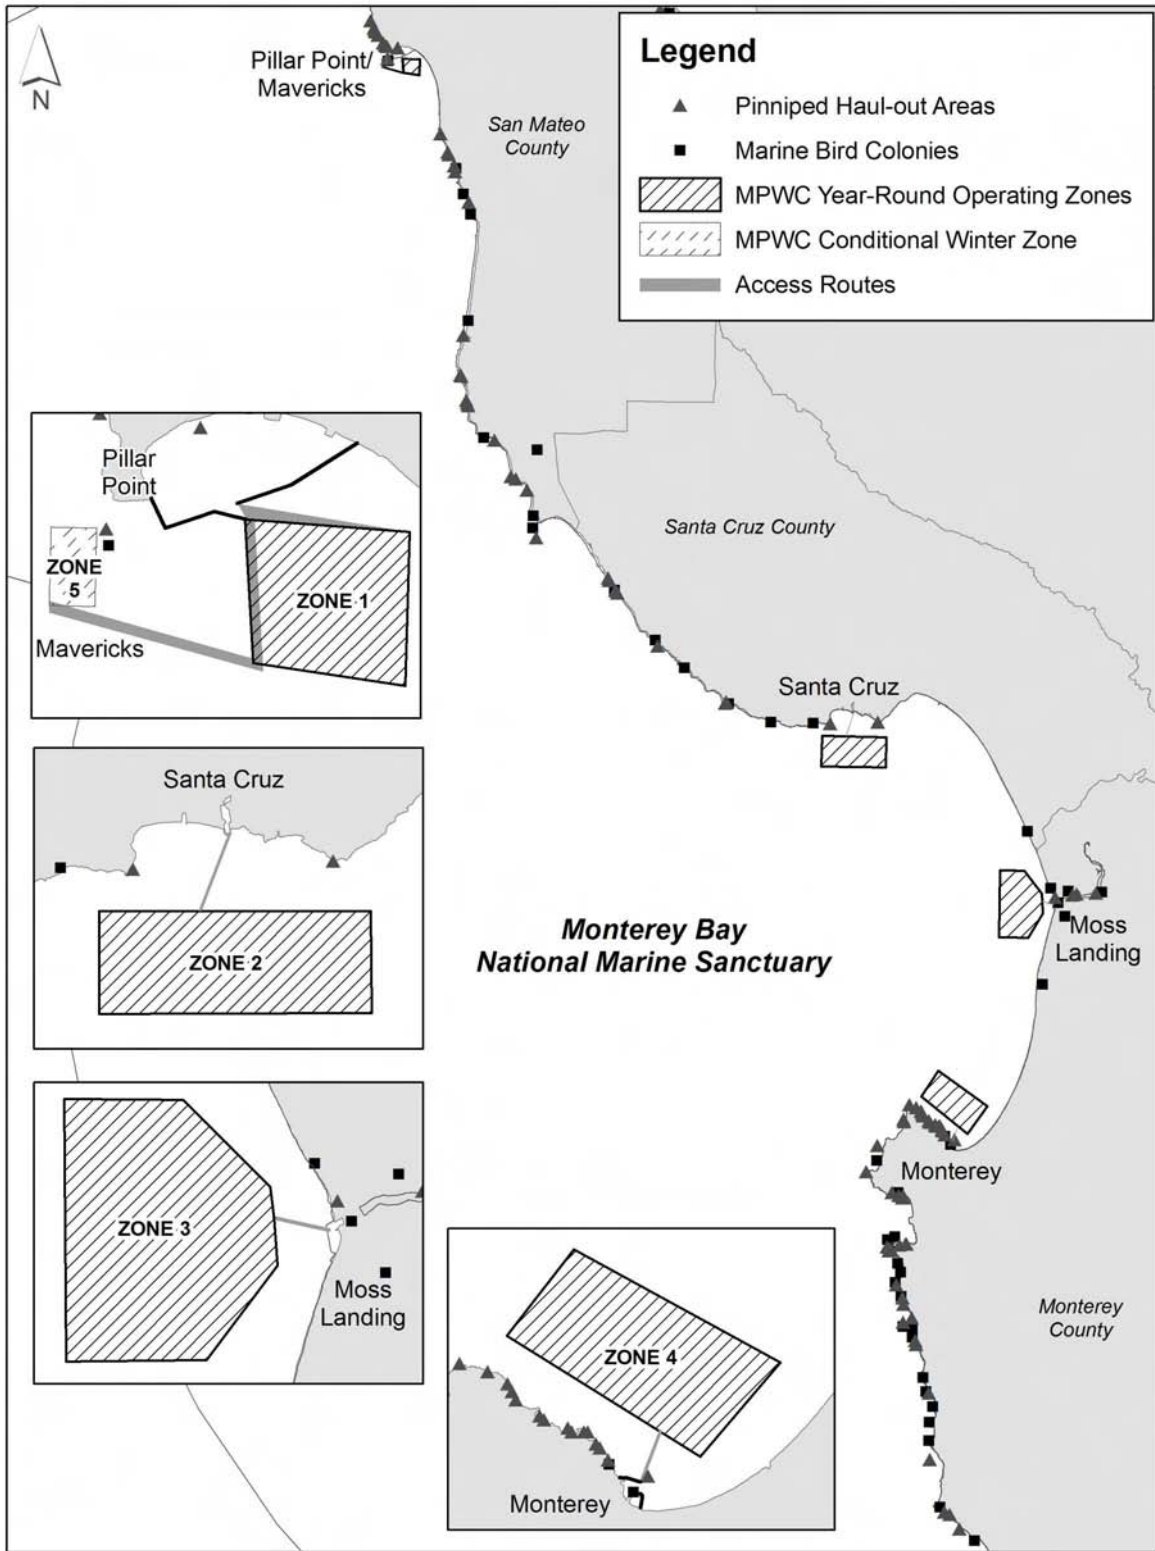 N
Pillar Point/
Mavericks
San Mateo
County
Legend
Pinniped Haul-out Areas
Marine Bird Colonies
MPWC Year-Round Operating Zones
MPWC Conditional Winter Zone
Access Routes
Pillar
Point
ZONE
5
ZONE 1
Mavericks
Santa Cruz County
Santa Cruz
Santa Cruz
ZONE 2
Monterey Bay
National Marine Sanctuary
Moss
Landing
ZONE 3
Moss
Landing
Monterey
ZONE 4
Monterey
Monterey
County